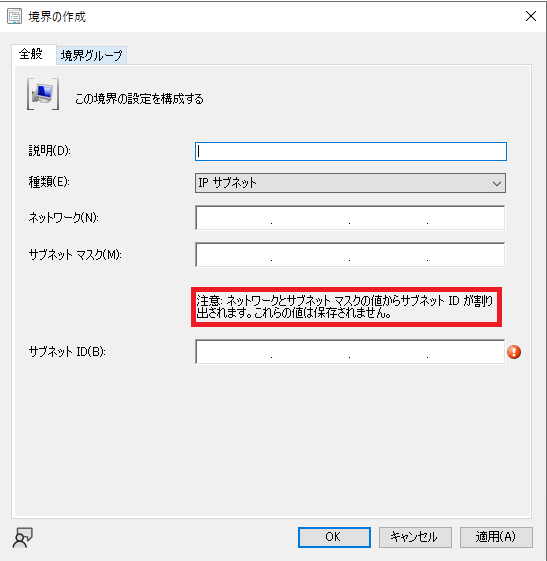 境界の作成
全般 境界グループ
この境界の設定を構成する
説明(D):
種類(E): IP サブネット
ネットワーク(N): . . .
サブネット マスク(M): . . .
注意: ネットワークとサブネット マスクの値からサブネット ID が割り
出されます。これらの値は保存されません。
サブネット ID(B): . . .
OK キャンセル 適用(A)